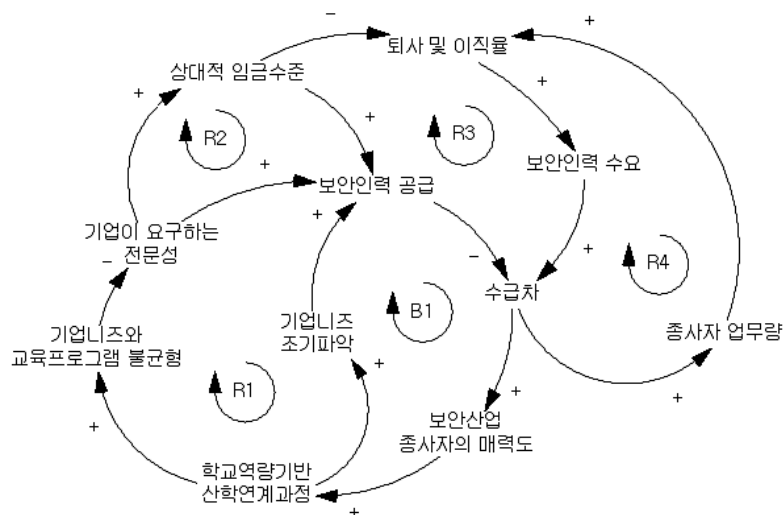 −
+
퇴사 및 이직율
상대적 임금수준
+
+
R2
+
R3
+
보안인력 수요
보안인력 공급
+
기업이 요구하는
전문성
−
−
+
R4
수급차
B1
기업니즈
조기파악
기업니즈와
교육프로그램 불균형
종사자 업무량
+
R1
+
+
+
보안산업
종사자의 매력도
학교역량기반
산학연계과정
+